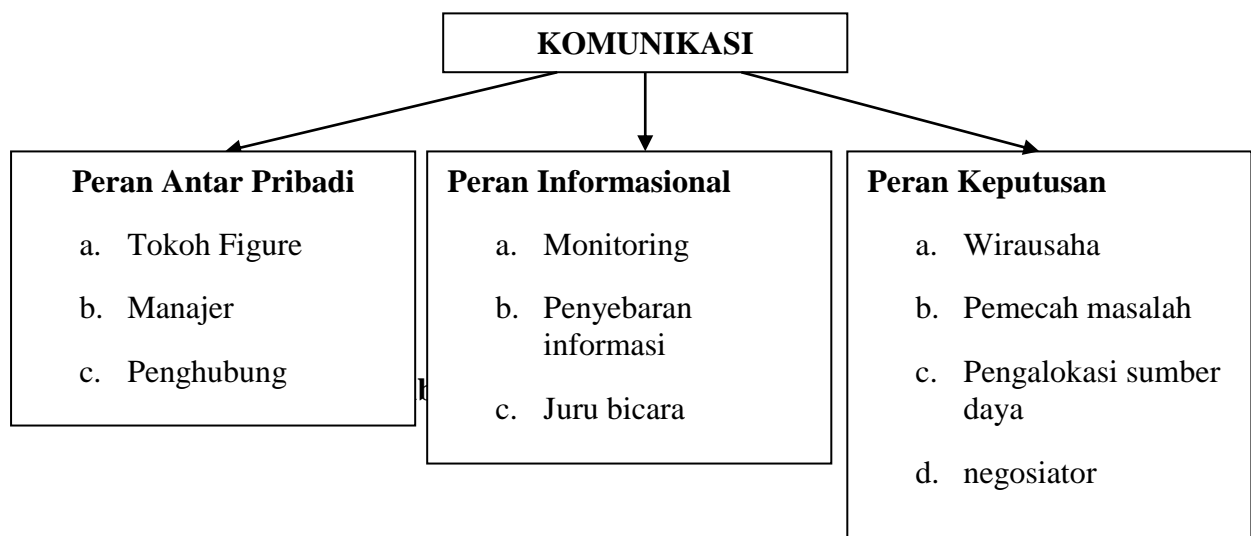 KOMUNIKASI
Peran Antar Pribadi
a. Tokoh Figure
b. Manajer
c. Penghubung
Peran Informasional
a. Monitoring
b. Penyebaran
informasi
c. Juru bicara
Peran Keputusan
a. Wirausaha
b. Pemecah masalah
c. Pengalokasi sumber
daya
d. negosiator